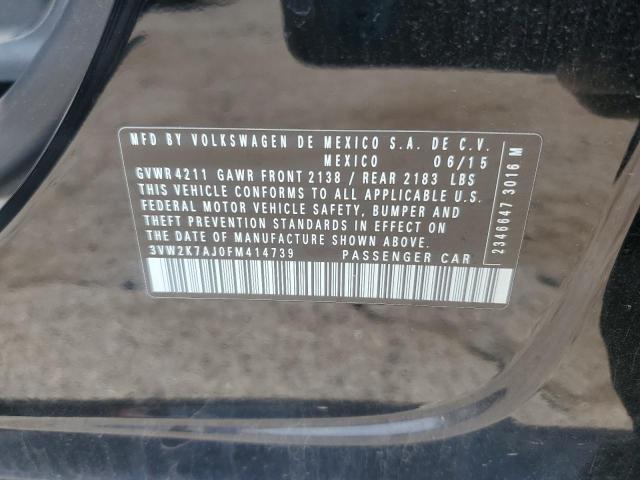 MFD BY VOLKSWAGEN DE MEXICO S.A. DE C.V.
MEXICO 06/15
GVWR 4211 GAWR FRONT 2138 / REAR 2183 LBS
THIS VEHICLE CONFORMS TO ALL APPLICABLE U.S.
FEDERAL MOTOR VEHICLE SAFETY, BUMPER AND
THEFT PREVENTION STANDARDS IN EFFECT ON
THE DATE OF MANUFACTURE SHOWN ABOVE.
3VW2K7AJ0FM414739 PASSENGER CAR
2346647 3016 M